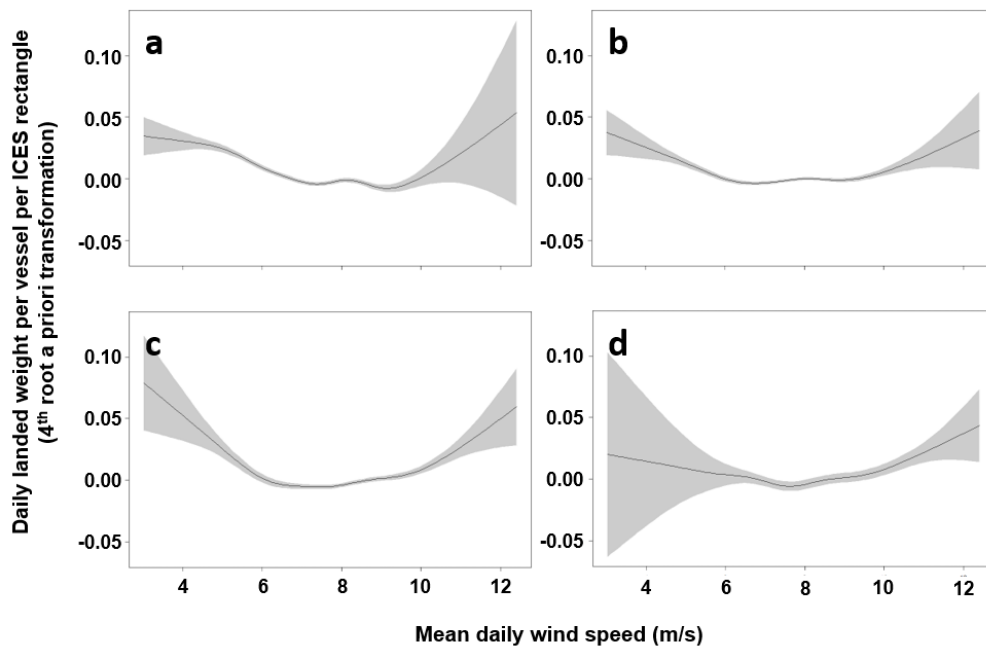 Daily landed weight per vessel per ICES rectangle
(4th root a priori transformation)
a
0.10
0.05
0.00
-0.05
b
0.10
0.05
0.00
-0.05
c
0.10
0.05
0.00
-0.05
4 6 8 10 12
d
0.10
0.05
0.00
-0.05
4 6 8 10 12
Mean daily wind speed (m/s)